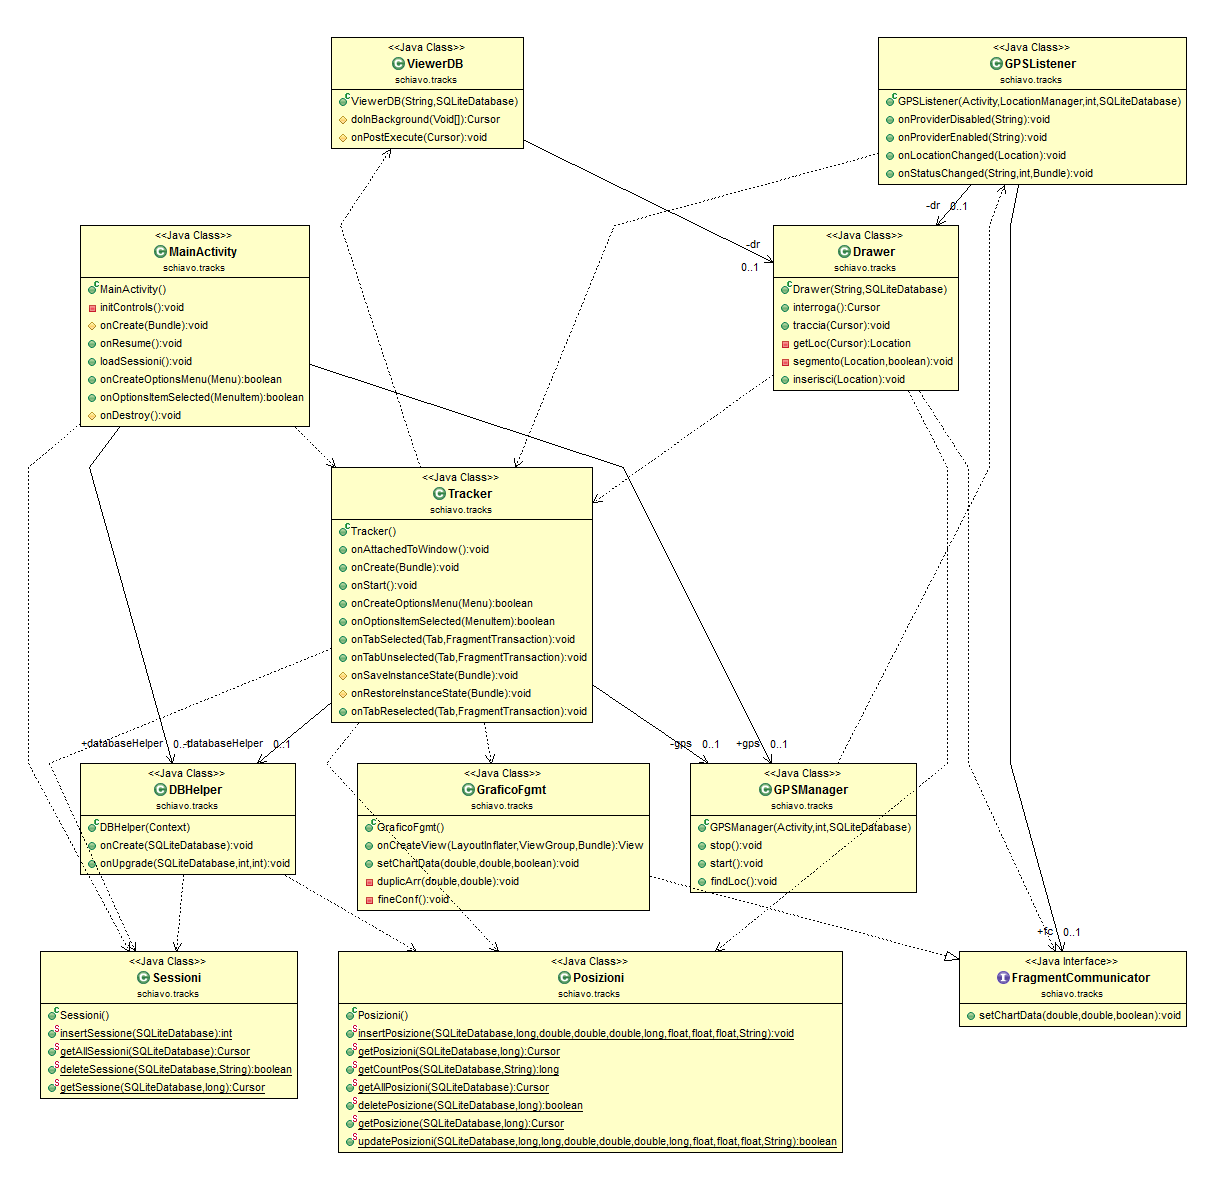 <<Java Class>>
ViewerDB
schiavo.tracks
ViewerDB(String,SQLiteDatabase)
doInBackground(Void[]):Cursor
onPostExecute(Cursor):void
<<Java Class>>
GPSListener
schiavo.tracks
GPSListener(Activity,LocationManager,int,SQLiteDatabase)
onProviderDisabled(String):void
onProviderEnabled(String):void
onLocationChanged(Location):void
onStatusChanged(String,int,Bundle):void
-dr 0..1
-dr
0..1
<<Java Class>>
MainActivity
schiavo.tracks
MainActivity()
initControls():void
onCreate(Bundle):void
onResume():void
loadSessioni():void
onCreateOptionsMenu(Menu):boolean
onOptionsItemSelected(MenuItem):boolean
onDestroy():void
<<Java Class>>
Drawer
schiavo.tracks
Drawer(String,SQLiteDatabase)
interroga():Cursor
traccia(Cursor):void
getLoc(Cursor):Location
segmento(Location,boolean):void
inserisci(Location):void
<<Java Class>>
Tracker
schiavo.tracks
Tracker()
onAttachedToWindow():void
onCreate(Bundle):void
onStart():void
onCreateOptionsMenu(Menu):boolean
onOptionsItemSelected(MenuItem):boolean
onTabSelected(Tab,FragmentTransaction):void
onTabUnselected(Tab,FragmentTransaction):void
onSaveInstanceState(Bundle):void
onRestoreInstanceState(Bundle):void
onTabReselected(Tab,FragmentTransaction):void
+databaseHelper 0.. -databaseHelper 0..1
-gps 0..1 +gps 0..1
<<Java Class>>
DBHelper
schiavo.tracks
DBHelper(Context)
onCreate(SQLiteDatabase):void
onUpgrade(SQLiteDatabase,int,int):void
<<Java Class>>
GraficoFgmt
schiavo.tracks
GraficoFgmt()
onCreateView(LayoutInflater,ViewGroup,Bundle):View
setChartData(double,double,boolean):void
duplicArr(double,double):void
fineConf():void
<<Java Class>>
GPSManager
schiavo.tracks
GPSManager(Activity,int,SQLiteDatabase)
stop():void
start():void
findLoc():void
+fc 0..1
<<Java Class>>
Sessioni
schiavo.tracks
Sessioni()
insertSessione(SQLiteDatabase):int
getAllSessioni(SQLiteDatabase):Cursor
deleteSessione(SQLiteDatabase,String):boolean
getSessione(SQLiteDatabase,long):Cursor
<<Java Class>>
Posizioni
schiavo.tracks
Posizioni()
insertPosizione(SQLiteDatabase,long,double,double,double,long,float,float,float,String):void
getPosizioni(SQLiteDatabase,long):Cursor
getCountPos(SQLiteDatabase,String):long
getAllPosizioni(SQLiteDatabase):Cursor
deletePosizione(SQLiteDatabase,long):boolean
getPosizione(SQLiteDatabase,long):Cursor
updatePosizioni(SQLiteDatabase,long,long,double,double,double,long,float,float,float,String):boolean
<<Java Interface>>
FragmentCommunicator
schiavo.tracks
setChartData(double,double,boolean):void